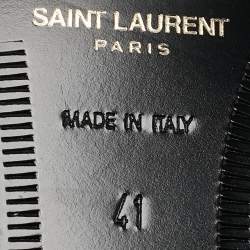 SAINT LAURENT
PARIS
MADE IN ITALY
41